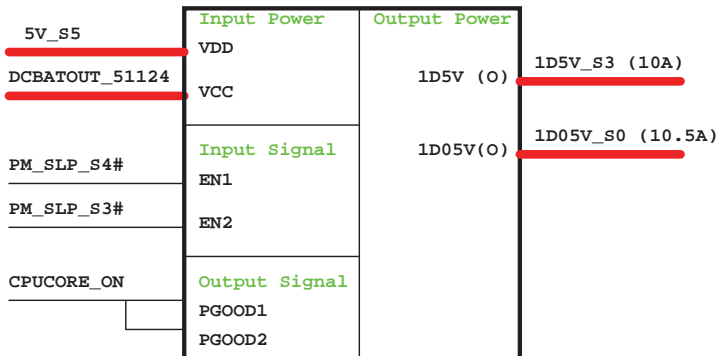 Input Power
Output Power
5V_S5
VDD
DCBATOUT_51124
VCC
1D5V (O)
1D5V_S3 (10A)
1D05V(O)
1D05V_S0 (10.5A)
Input Signal
PM_SLP_S4#
EN1
PM_SLP_S3#
EN2
CPUCORE_ON
Output Signal
PGOOD1
PGOOD2